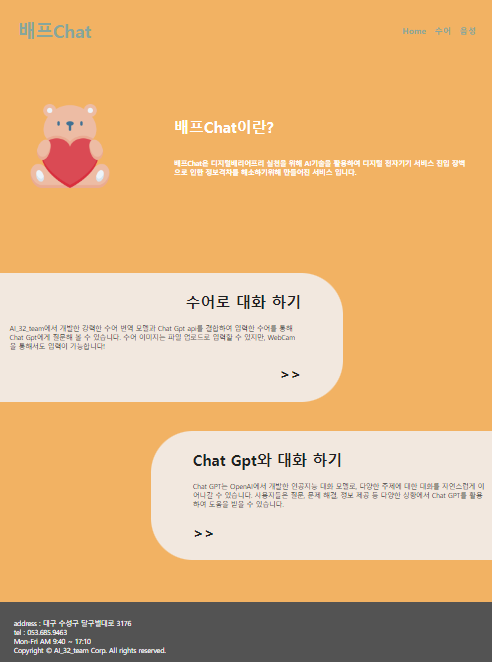 배프Chat
Home 수어 음성
배프Chat이란?
배프Chat은 디지털배리어프리 실현을 위해 AI기술을 활용하여 디지털 전자기기 서비스 진입 장벽
으로 인한 정보격차를 해소하기위해 만들어진 서비스 입니다.
수어로 대화 하기
AI_32_team에서 개발한 강력한 수어 번역 모델과 Chat Gpt api를 결합하여 입력한 수어를 통해
Chat Gpt에게 질문해 볼 수 있습니다. 수어 이미지는 파일 업로드로 입력할 수 있지만, WebCam
을 통해서도 입력이 가능합니다!
>>
Chat Gpt와 대화 하기
Chat GPT는 OpenAI에서 개발한 인공지능 대화 모델로, 다양한 주제에 대한 대화를 자연스럽게 이
어나갈 수 있습니다. 사용자들은 질문, 문제 해결, 정보 제공 등 다양한 상황에서 Chat GPT를 활용
하여 도움을 받을 수 있습니다.
>>
address : 대구 수성구 달구벌대로 3176
tel : 053.685.9463
Mon-Fri AM 9:40 ~ 17:10
Copyright © AI_32_team Corp. All rights reserved.